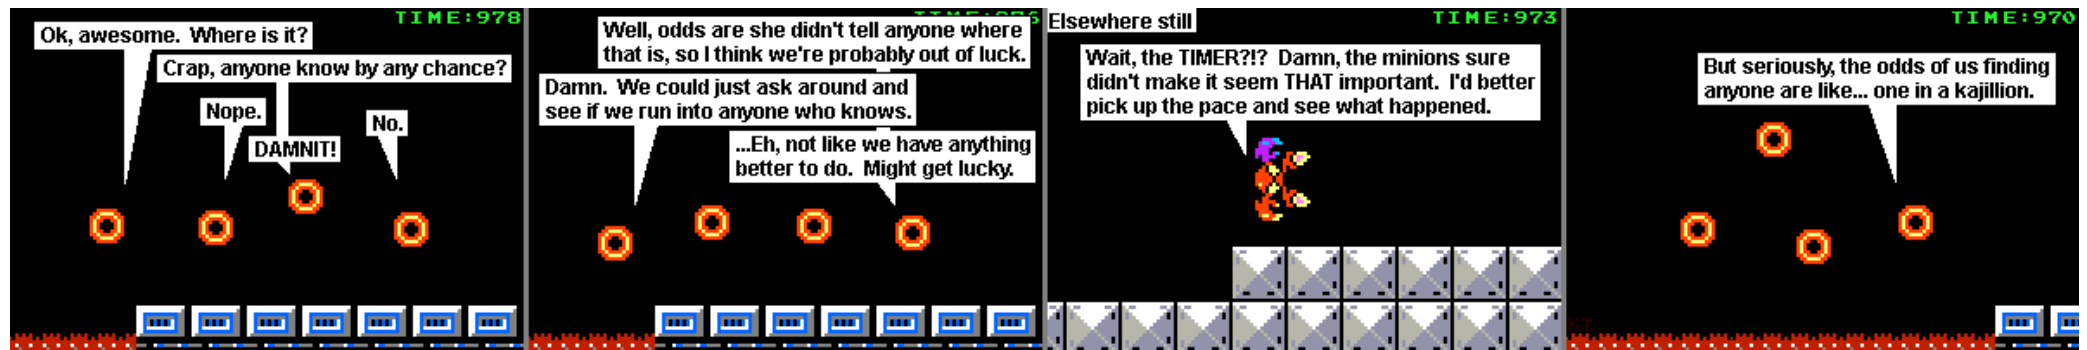 TIME:978
Ok, awesome.  Where is it?
Crap, anyone know by any chance?
Nope.
DAMNIT!
No.
Well, odds are she didn't tell anyone where
that is, so I think we're probably out of luck.
Damn.  We could just ask around and
see if we run into anyone who knows.
...Eh, not like we have anything
better to do.  Might get lucky.
Elsewhere still
TIME:973
Wait, the TIMER?!?  Damn, the minions sure
didn't make it seem THAT important.  I'd better
pick up the pace and see what happened.
TIME:970
But seriously, the odds of us finding
anyone are like... one in a kajillion.